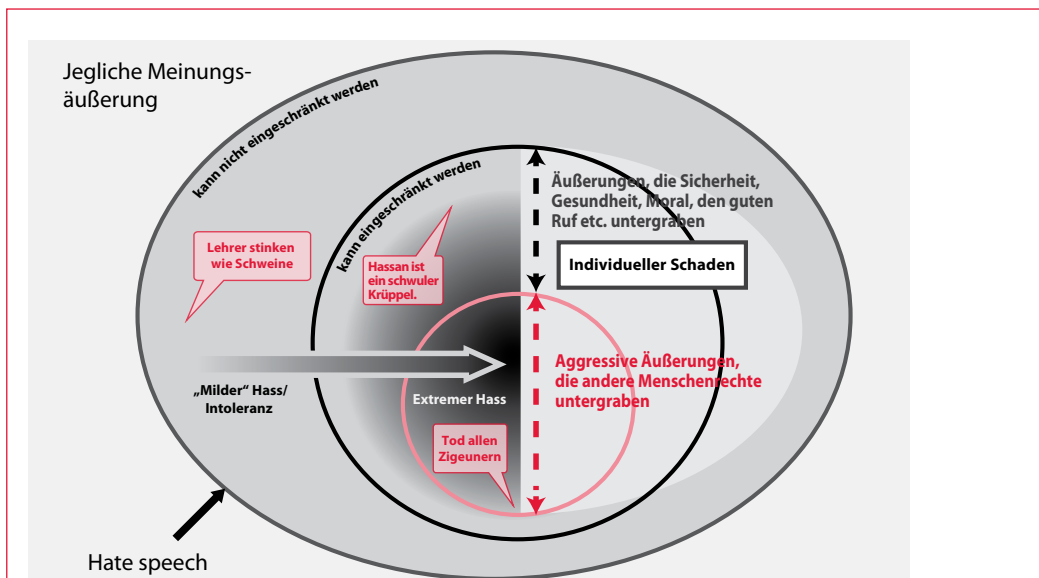 Jegliche Meinungs-
äußerung
kann nicht eingeschränkt werden
kann eingeschränkt werden
Äußerungen, die Sicherheit,
Gesundheit, Moral, den guten
Ruf etc. untergraben
Lehrer stinken
wie Schweine
Hassan ist
ein schwuler
Krüppel.
Individueller Schaden
Aggressive Äußerungen,
die andere Menschenrechte
untergraben
„Milder“ Hass/
Intoleranz
Extremer Hass
Tod allen
Zigeunern
Hate speech